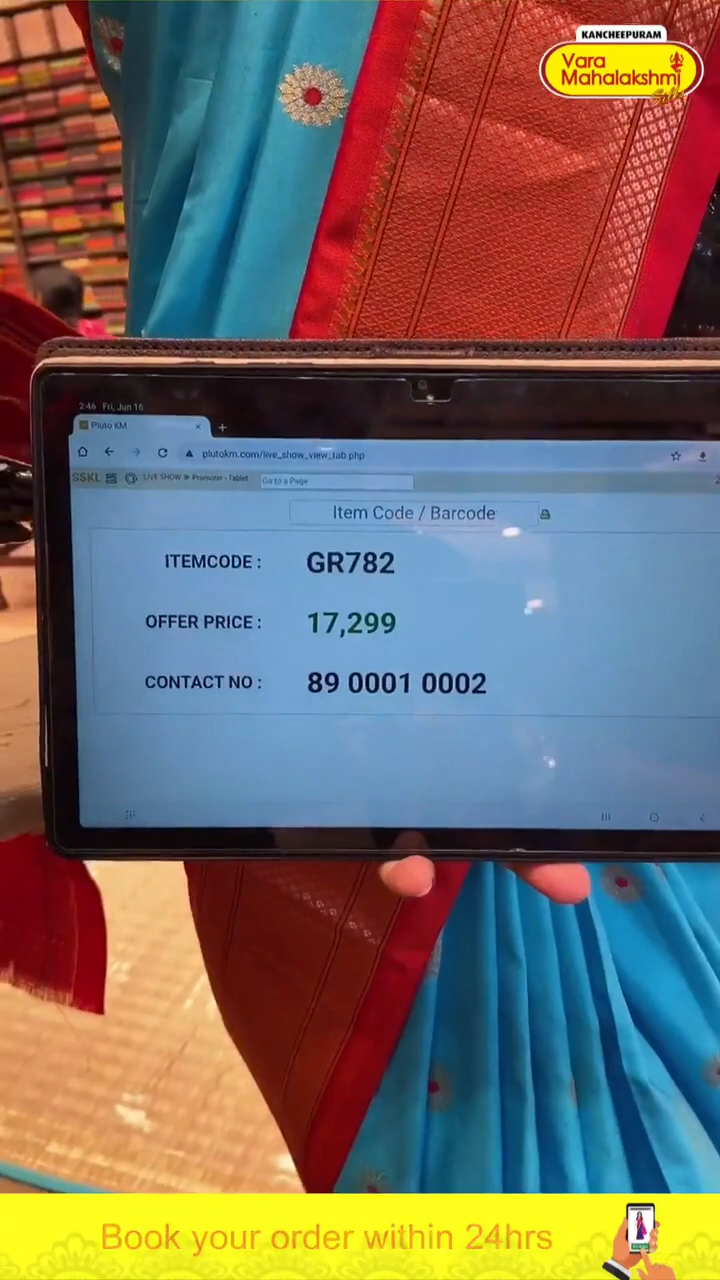 KANCHEEPURAM
Vara
Mahalakshmi
Silks
2:46 Fri, Jun 16
Pluto KM
plutokm.com/live_show_view_tab.php
SSKL
LIVE SHOW
Promoter - Tablet
Go to a Page
Item Code / Barcode
ITEMCODE : GR782
OFFER PRICE : 17,299
CONTACT NO : 89 0001 0002
Book your order within 24hrs